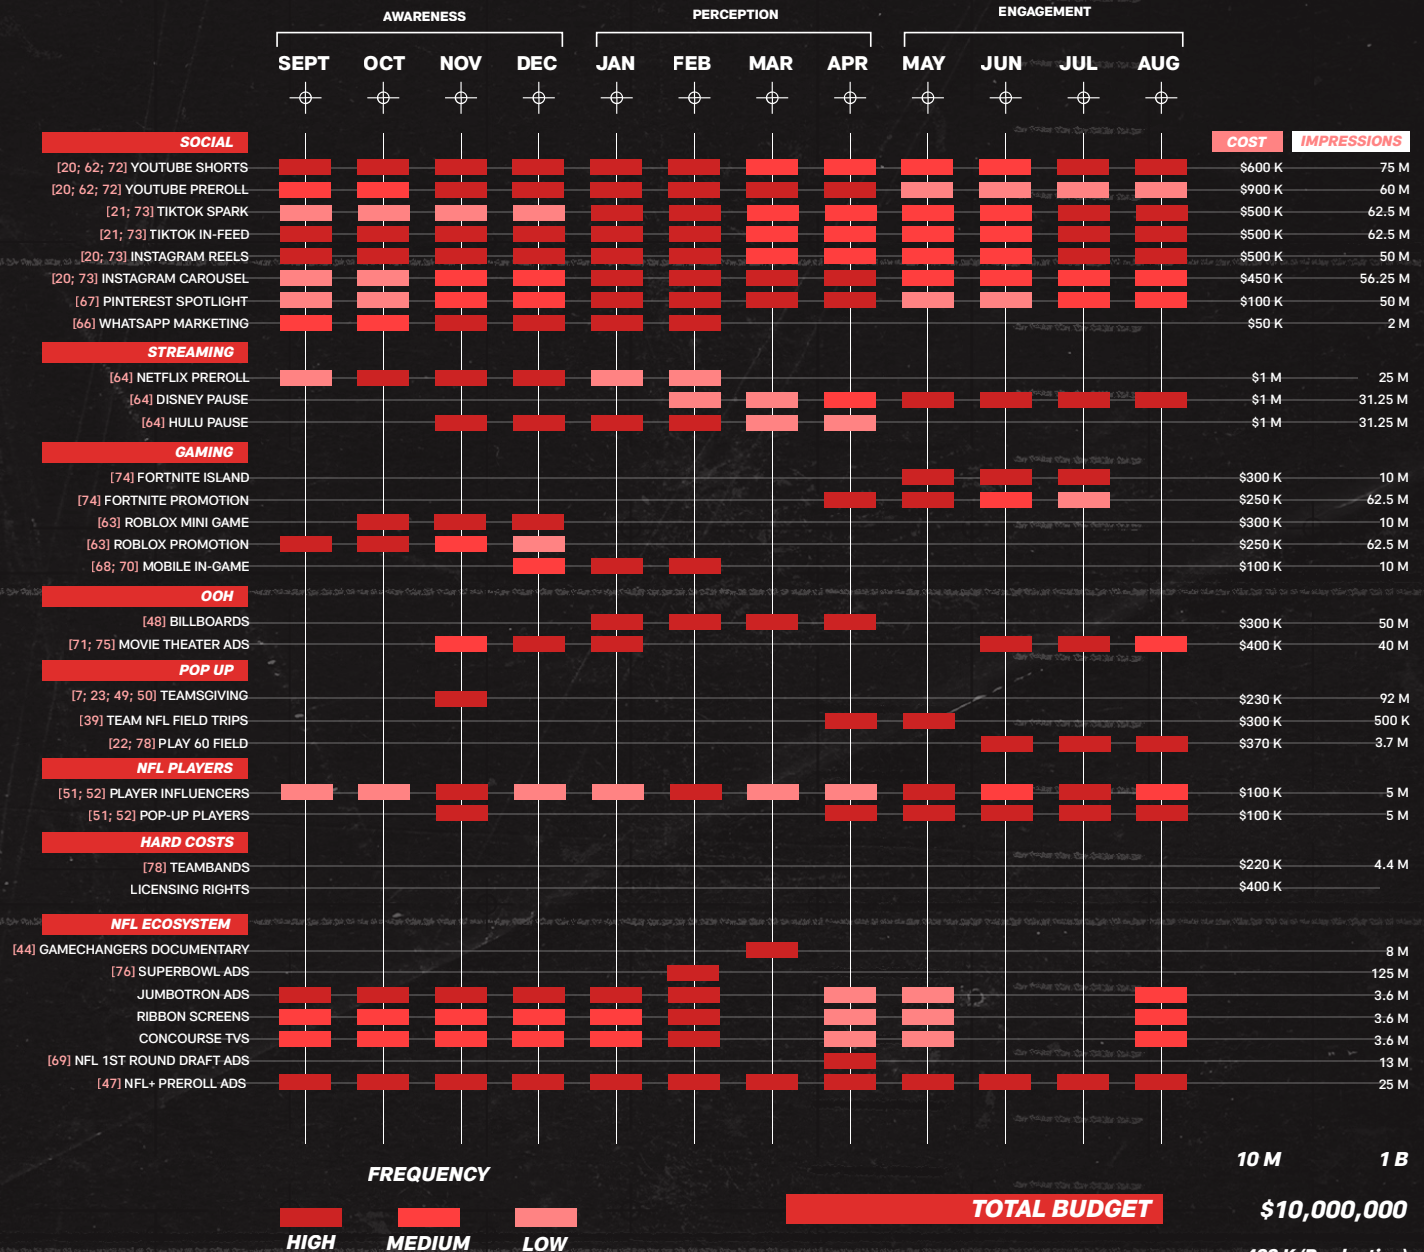 AWARENESS PERCEPTION ENGAGEMENT
SEPT OCT NOV DEC JAN FEB MAR APR MAY JUN JUL AUG
SOCIAL COST IMPRESSIONS
[20; 62; 72] YOUTUBE SHORTS $600 K 75 M
[20; 62; 72] YOUTUBE PREROLL $900 K 60 M
[21; 73] TIKTOK SPARK $500 K 62.5 M
[21; 73] TIKTOK IN-FEED $500 K 62.5 M
[20; 73] INSTAGRAM REELS $500 K 50 M
[20; 73] INSTAGRAM CAROUSEL $450 K 56.25 M
[67] PINTEREST SPOTLIGHT $100 K 50 M
[66] WHATSAPP MARKETING $50 K 2 M
STREAMING
[64] NETFLIX PREROLL $1 M 25 M
[64] DISNEY PAUSE $1 M 31.25 M
[64] HULU PAUSE $1 M 31.25 M
GAMING
[74] FORTNITE ISLAND $300 K 10 M
[74] FORTNITE PROMOTION $250 K 62.5 M
[63] ROBLOX MINI GAME $300 K 10 M
[63] ROBLOX PROMOTION $250 K 62.5 M
[68; 70] MOBILE IN-GAME $100 K 10 M
OOH
[48] BILLBOARDS $300 K 50 M
[71; 75] MOVIE THEATER ADS $400 K 40 M
POP UP
[7; 23; 49; 50] TEAMSGIVING $230 K 92 M
[39] TEAM NFL FIELD TRIPS $300 K 500 K
[22; 78] PLAY 60 FIELD $370 K 3.7 M
NFL PLAYERS
[51; 52] PLAYER INFLUENCERS $100 K 5 M
[51; 52] POP-UP PLAYERS $100 K 5 M
HARD COSTS
[78] TEAMBANDS $220 K 4.4 M
LICENSING RIGHTS $400 K
NFL ECOSYSTEM
[44] GAMECHANGERS DOCUMENTARY 8 M
[76] SUPERBOWL ADS 125 M
JUMBOTRON ADS 3.6 M
RIBBON SCREENS 3.6 M
CONCOURSE TVS 3.6 M
[69] NFL 1ST ROUND DRAFT ADS 13 M
[47] NFL+ PREROLL ADS 25 M
10 M 1 B
FREQUENCY
TOTAL BUDGET $10,000,000
HIGH MEDIUM LOW